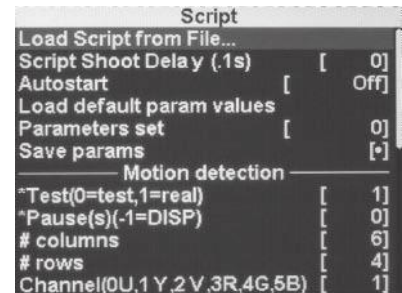 Script
Load Script from File...
Script Shoot Delay (.1s) [ 0]
Autostart [ Off]
Load default param values
Parameters set [ 0]
Save params [•]
Motion detection
*Test(0=test,1=real) [ 1]
*Pause(s)(-1=DISP) [ 0]
# columns [ 6]
# rows [ 4]
Channel(0U,1Y,2V,3R,4G,5B) [ 1]